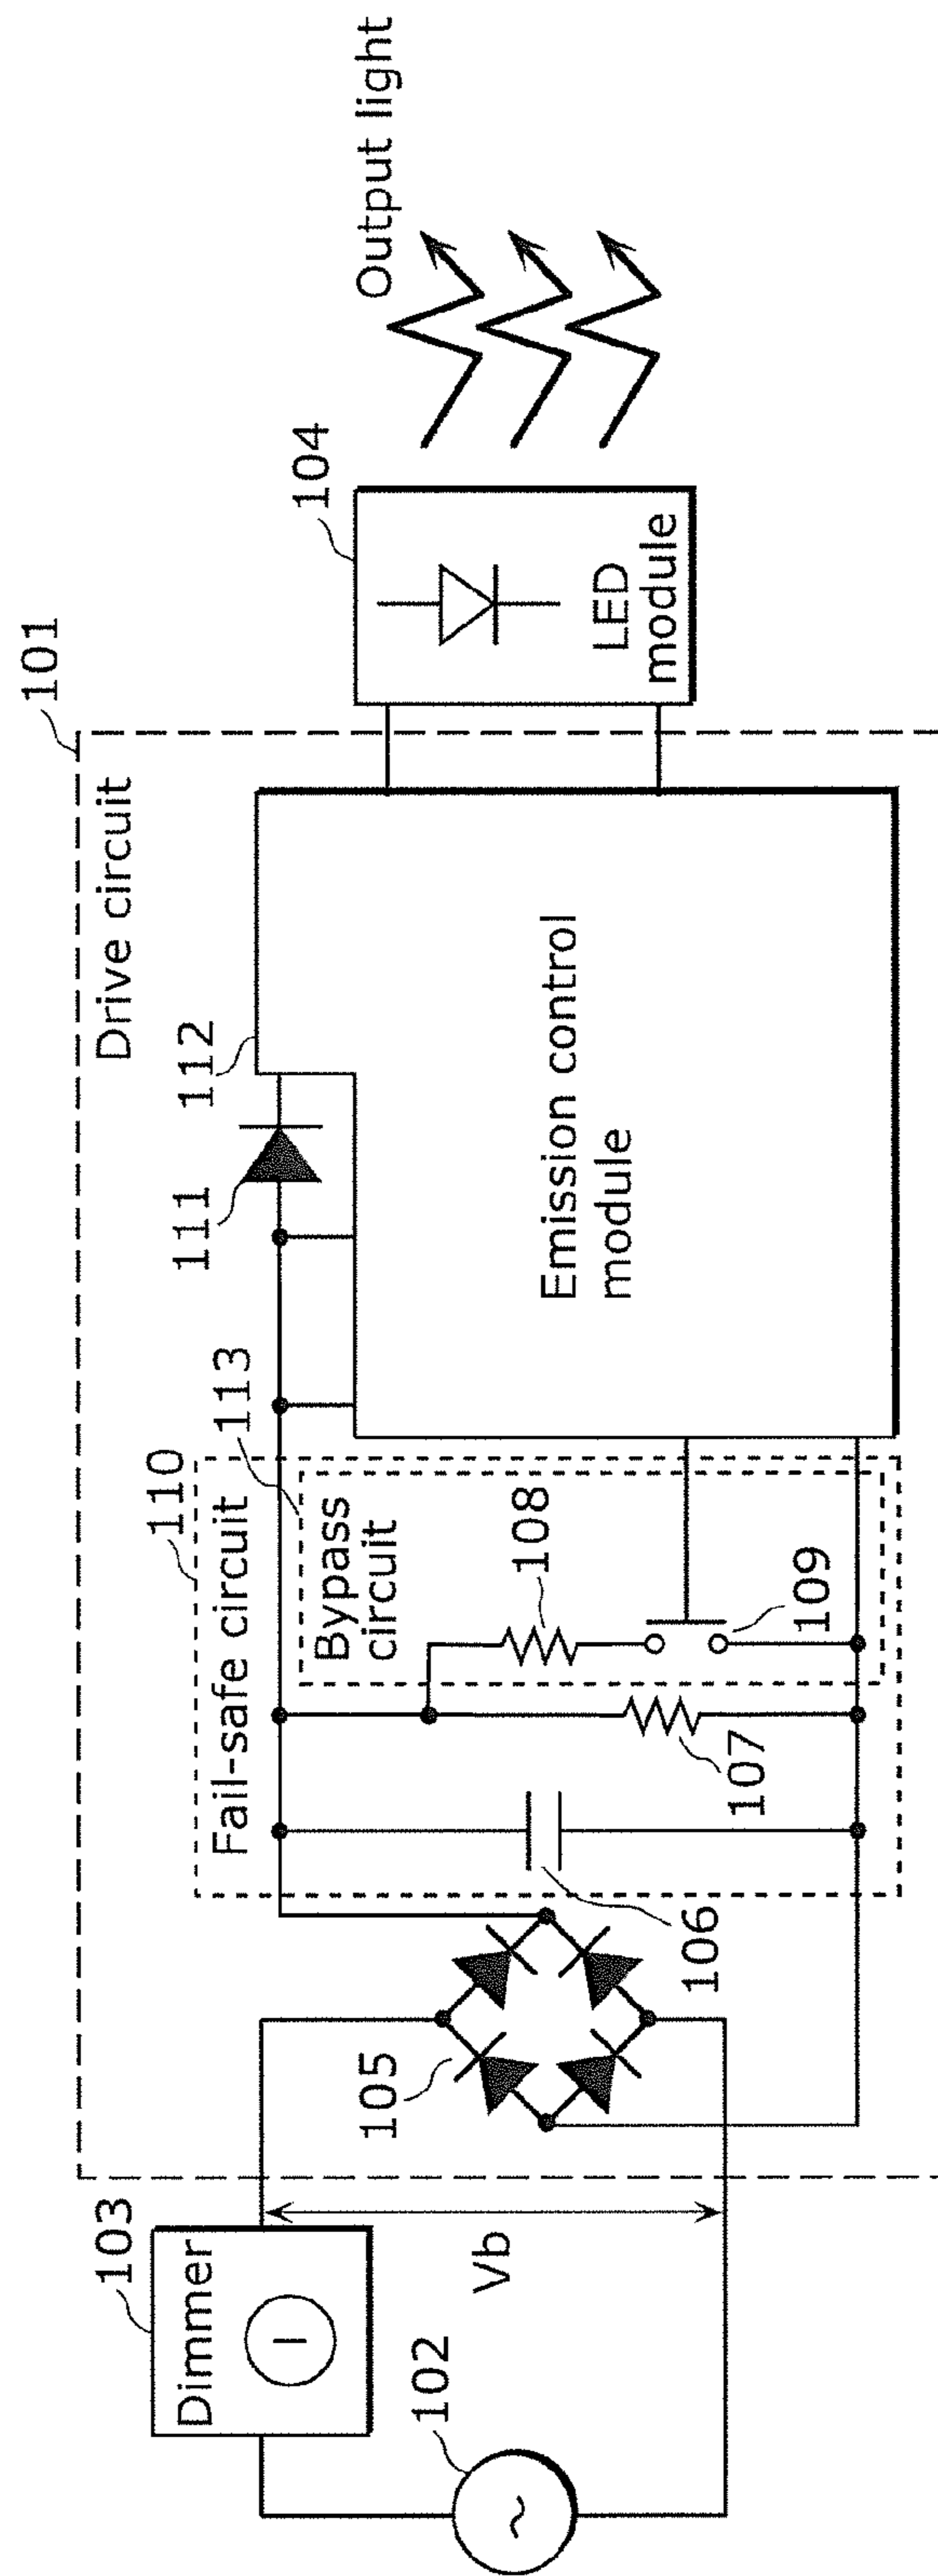 101
Drive circuit
110
Fail-safe circuit
113
Bypass
circuit
103
Dimmer
102
~
Vb
105
106
107
108
109
111
112
Emission control
module
104
LED
module
Output light